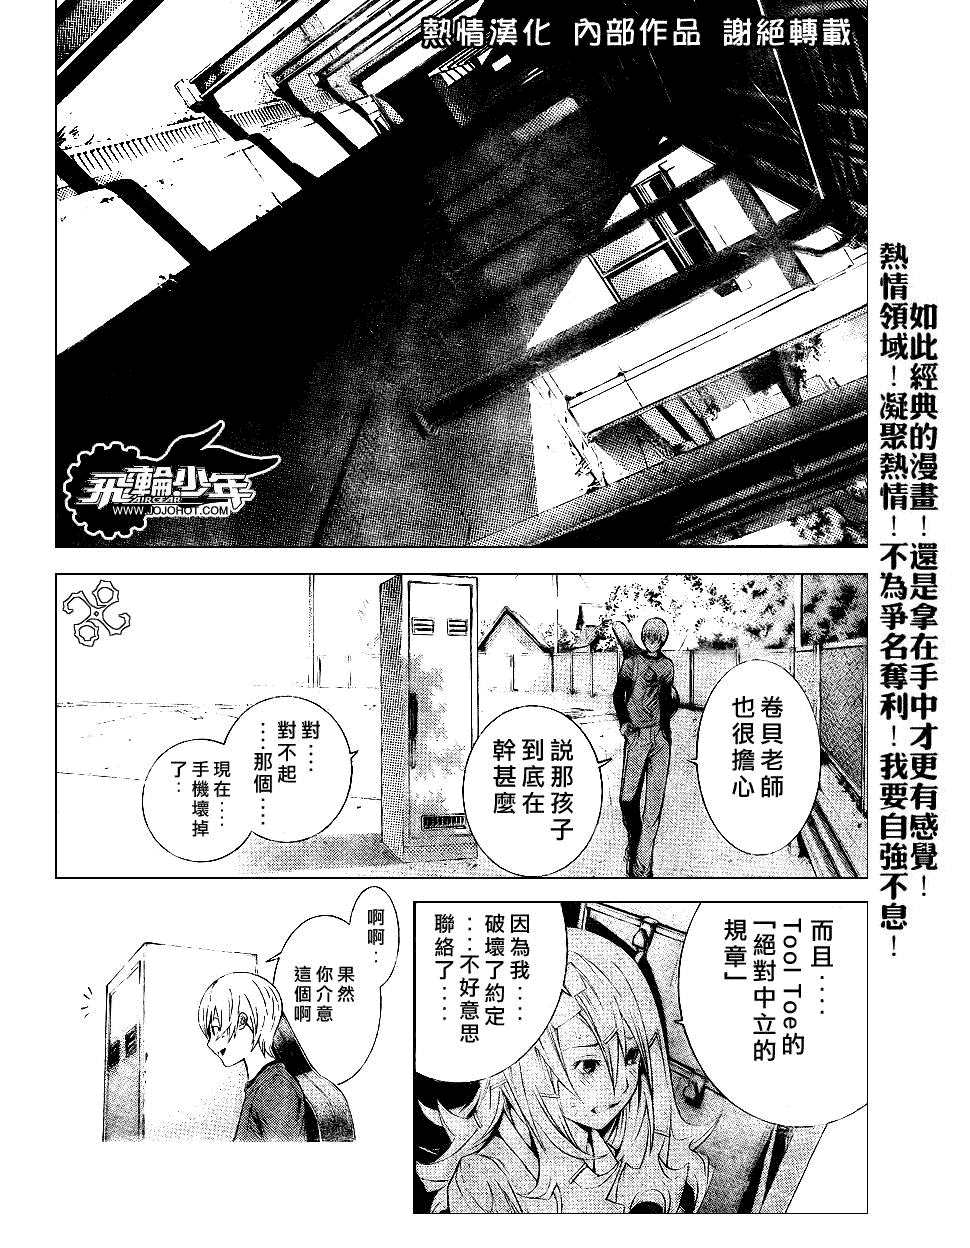 熱情漢化 內部作品 謝絕轉載
如此經典的漫畫！還是拿在手中才更有感覺！
熱情領域！凝聚熱情！不為爭名奪利！我要自強不息！
飛輪少年
AIR GEAR
WWW.JOJOHOT.COM
卷貝老師
也很擔心
說那孩子
到底在
幹甚麼
對‥‥
對不起
‥‥那個‥‥
現在‥‥
手機壞掉
了‥
而且‥‥
Tool Toe的
「絕對中立的
規章」
因為我‥‥
破壞了約定
‥‥不好意思
聯絡了‥‥
啊啊‥
果然
你介意
這個啊